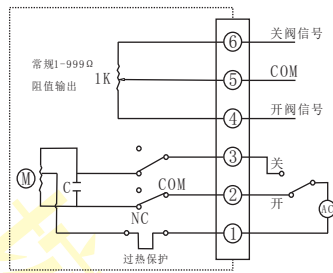 ⑥ 关阀信号
常规1-999Ω
阻值输出
1K
⑤ COM
④ 开阀信号
③ 关
M
C
COM
② 开
AC
NC
①
过热保护